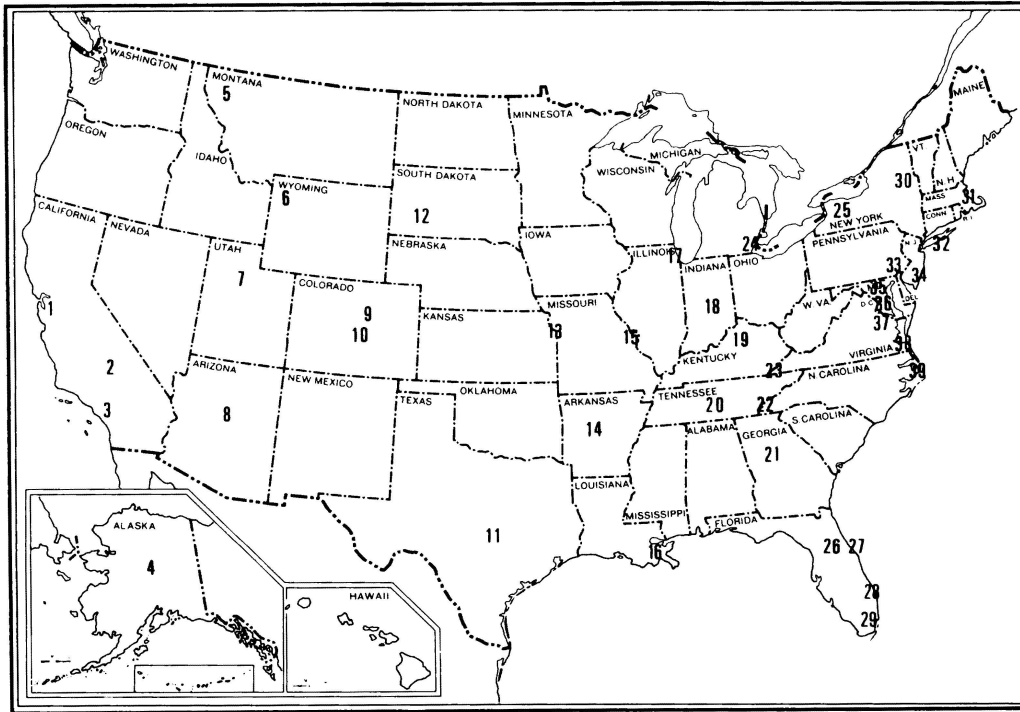 WASHINGTON
MONTANA
5
NORTH DAKOTA
MINNESOTA
MAINE
OREGON
IDAHO
MICHIGAN
WISCONSIN
VT.
N.H.
30
MASS
31
WYOMING
6
SOUTH DAKOTA
12
CALIFORNIA
NEVADA
UTAH
7
NEBRASKA
IOWA
ILLINOIS
17
24
25
NEW YORK
CONN
R.I.
32
PENNSYLVANIA
N.J.
INDIANA
OHIO
33
34
1
COLORADO
9
10
KANSAS
MISSOURI
13
15
18
19
W VA.
D.C.
35
36
DEL
37
2
3
ARIZONA
8
NEW MEXICO
KENTUCKY
23
VIRGINIA
38
39
TEXAS
OKLAHOMA
ARKANSAS
14
TENNESSEE
20
22
N CAROLINA
S CAROLINA
ALABAMA
GEORGIA
21
LOUISIANA
MISSISSIPPI
FLORIDA
11
16
26
27
28
29
ALASKA
4
HAWAII